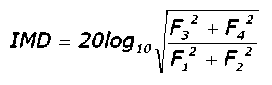 IMD = 20log₁₀√((F₃² + F₄²)/(F₁² + F₂²))